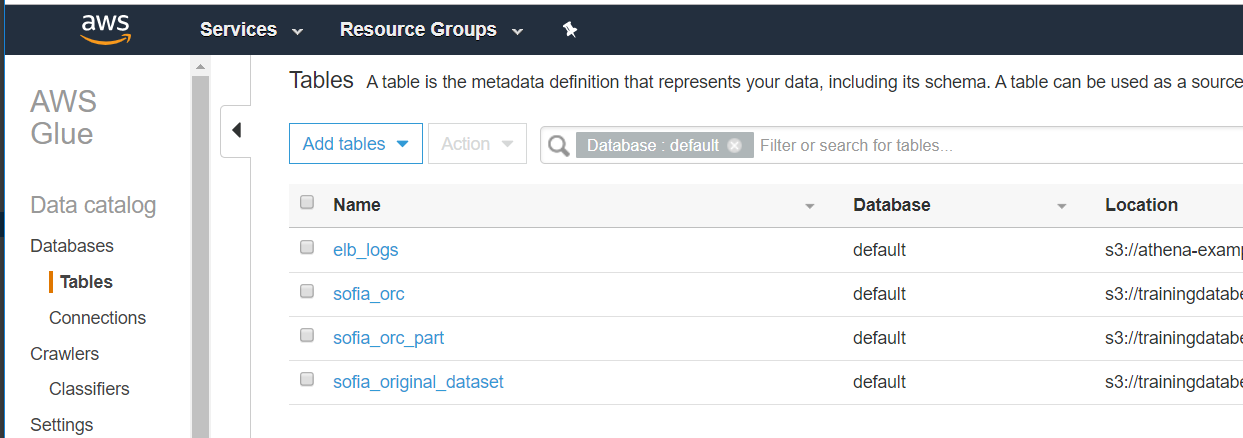 aws Services Resource Groups
AWS
Glue
Data catalog
Databases
Tables
Connections
Crawlers
Classifiers
Settings
Tables A table is the metadata definition that represents your data, including its schema. A table can be used as a source
Add tables Action Database : default Filter or search for tables...
Name Database Location
elb_logs default s3://athena-examp
sofia_orc default s3://trainingdatabe
sofia_orc_part default s3://trainingdatabe
sofia_original_dataset default s3://trainingdatabe